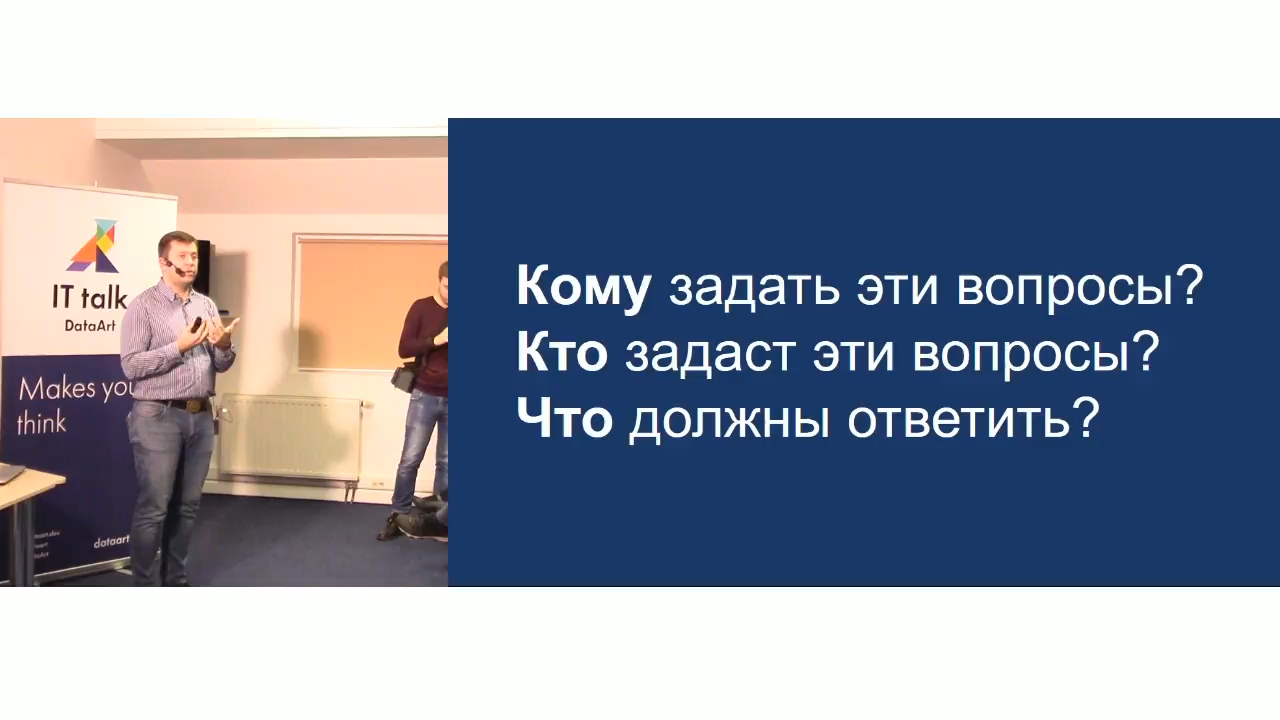 IT talk
DataArt
Makes you
think
dataart
Кому задать эти вопросы?
Кто задаст эти вопросы?
Что должны ответить?